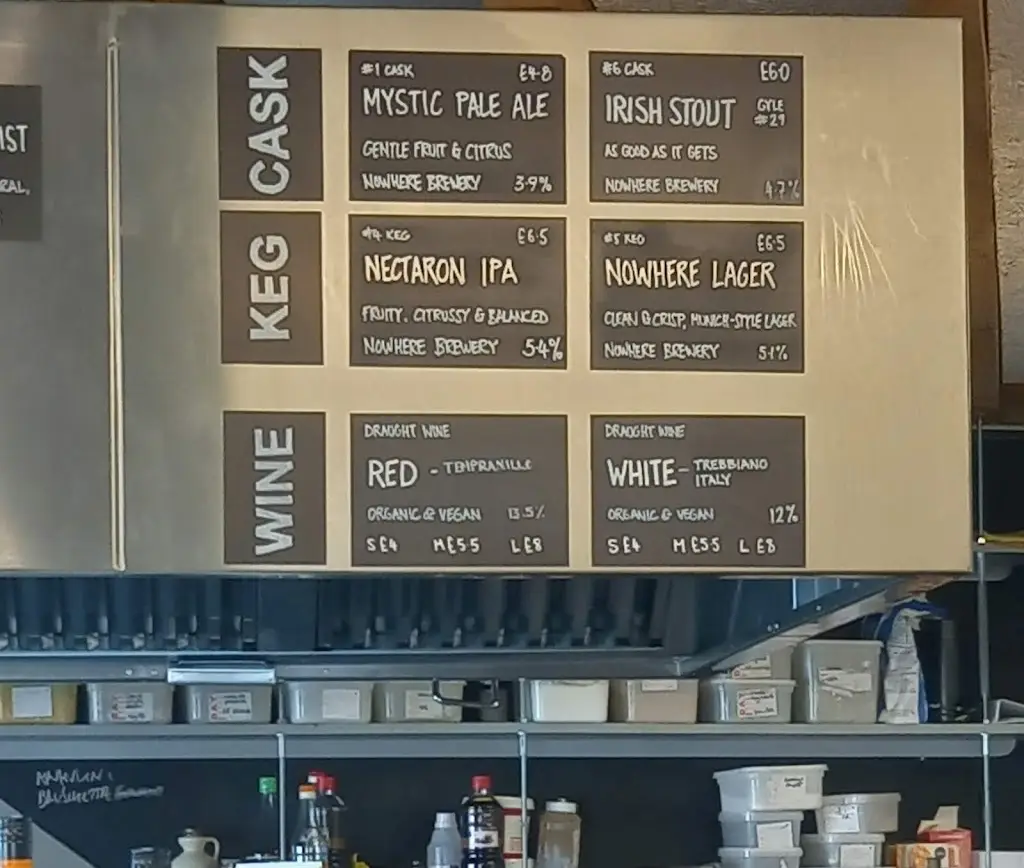 IST
RAL,
CASK
#1 CASK £4.8
MYSTIC PALE ALE
GENTLE FRUIT & CITRUS
NOWHERE BREWERY 3.9%
#6 CASK £6.0
IRISH STOUT GYLE #29
AS GOOD AS IT GETS
NOWHERE BREWERY 4.7%
KEG
#4 KEG £6.5
NECTARON IPA
FRUITY, CITRUSSY & BALANCED
NOWHERE BREWERY 5.4%
#5 KEG £6.5
NOWHERE LAGER
CLEAN & CRISP, MUNICH-STYLE LAGER
NOWHERE BREWERY 5.1%
WINE
DRAUGHT WINE
RED - TEMPRANILLO
ORGANIC & VEGAN 13.5%
S £4 M £5.5 L £8
DRAUGHT WINE
WHITE - TREBBIANO
ITALY
ORGANIC & VEGAN 12%
S £4 M £5.5 L £8